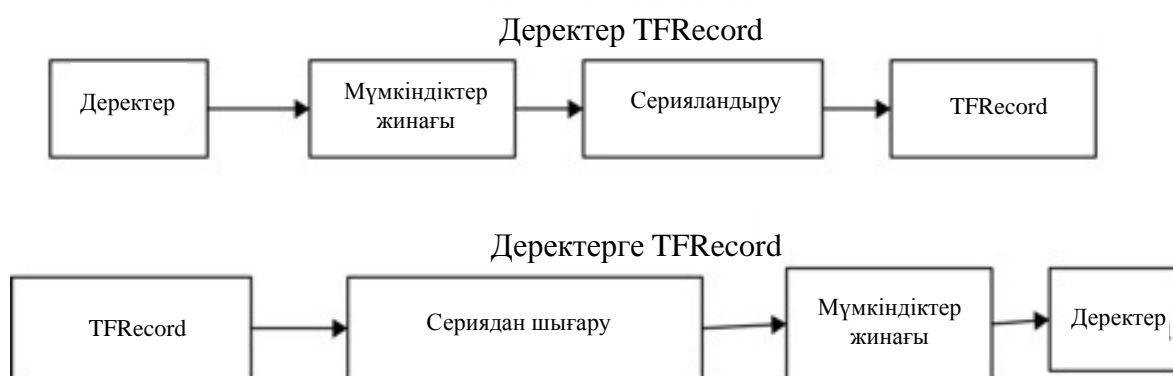 Деректер TFRecord
Деректер
Мүмкіндіктер
жинағы
Серияландыру
TFRecord
Деректерге TFRecord
TFRecord
Сериядан шығару
Мүмкіндіктер
жинағы
Деректер